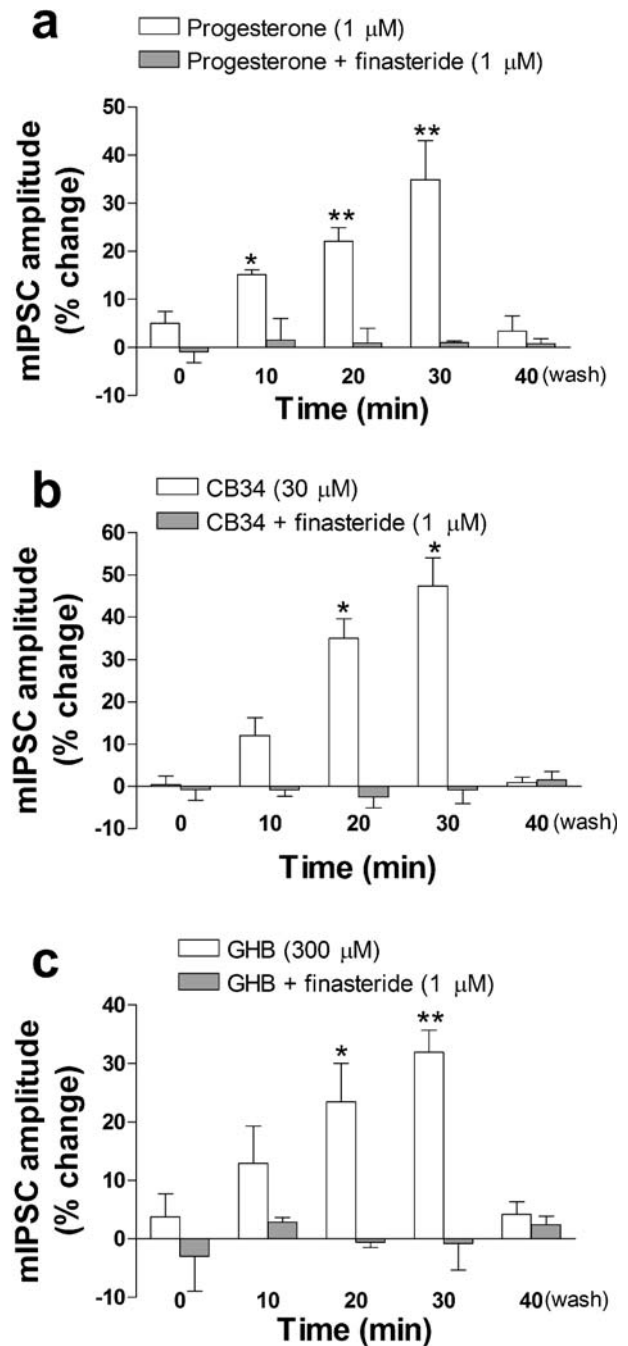 a
Progesterone (1 μM)
Progesterone + finasteride (1 μM)
mIPSC amplitude
(% change)
50
40
30
20
10
0
-10
*
**
**
0 10 20 30 40 (wash)
Time (min)
b
CB34 (30 μM)
CB34 + finasteride (1 μM)
mIPSC amplitude
(% change)
60
50
40
30
20
10
0
-10
*
*
0 10 20 30 40 (wash)
Time (min)
c
GHB (300 μM)
GHB + finasteride (1 μM)
mIPSC amplitude
(% change)
40
30
20
10
0
-10
*
**
0 10 20 30 40 (wash)
Time (min)